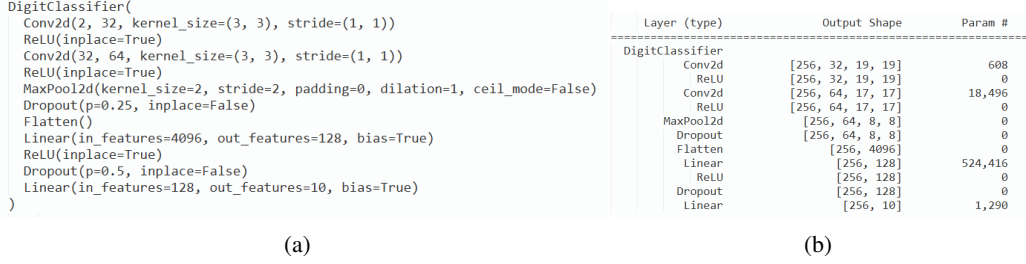 DigitClassifier(
Conv2d(2, 32, kernel_size=(3, 3), stride=(1, 1))
ReLU(inplace=True)
Conv2d(32, 64, kernel_size=(3, 3), stride=(1, 1))
ReLU(inplace=True)
MaxPool2d(kernel_size=2, stride=2, padding=0, dilation=1, ceil_mode=False)
Dropout(p=0.25, inplace=False)
Flatten()
Linear(in_features=4096, out_features=128, bias=True)
ReLU(inplace=True)
Dropout(p=0.5, inplace=False)
Linear(in_features=128, out_features=10, bias=True)
)
(a)
Layer (type) Output Shape Param #
================================================================
DigitClassifier
Conv2d [256, 32, 19, 19] 608
ReLU [256, 32, 19, 19] 0
Conv2d [256, 64, 17, 17] 18,496
ReLU [256, 64, 17, 17] 0
MaxPool2d [256, 64, 8, 8] 0
Dropout [256, 64, 8, 8] 0
Flatten [256, 4096] 0
Linear [256, 128] 524,416
ReLU [256, 128] 0
Dropout [256, 128] 0
Linear [256, 10] 1,290
(b)